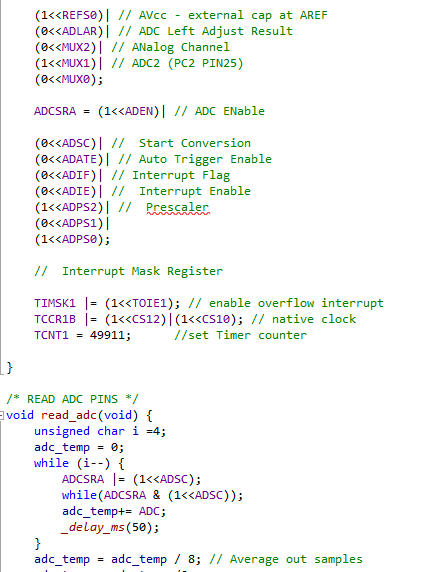 (1<<REFS0)| // AVcc - external cap at AREF
(0<<ADLAR)| // ADC Left Adjust Result
(0<<MUX2)| // ANalog Channel
(1<<MUX1)| // ADC2 (PC2 PIN25)
(0<<MUX0);
ADCSRA = (1<<ADEN)| // ADC ENable
(0<<ADSC)| //  Start Conversion
(0<<ADATE)| // Auto Trigger Enable
(0<<ADIF)| // Interrupt Flag
(0<<ADIE)| //  Interrupt Enable
(1<<ADPS2)| //  Prescaler
(0<<ADPS1)|
(1<<ADPS0);
//  Interrupt Mask Register
TIMSK1 |= (1<<TOIE1); // enable overflow interrupt
TCCR1B |= (1<<CS12)|(1<<CS10); // native clock
TCNT1 = 49911;      //set Timer counter
}
/* READ ADC PINS */
void read_adc(void) {
unsigned char i =4;
adc_temp = 0;
while (i--) {
ADCSRA |= (1<<ADSC);
while(ADCSRA & (1<<ADSC));
adc_temp+= ADC;
_delay_ms(50);
}
adc_temp = adc_temp / 8; // Average out samples